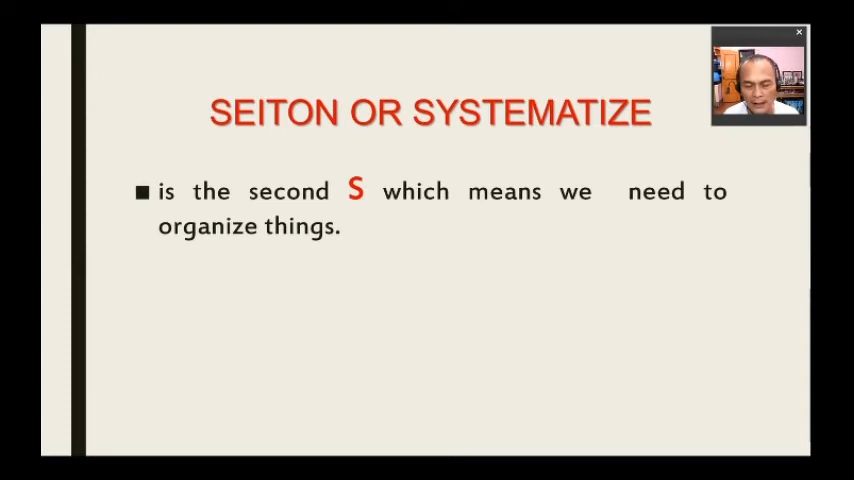 SEITON OR SYSTEMATIZE
■ is the second S which means we need to
organize things.